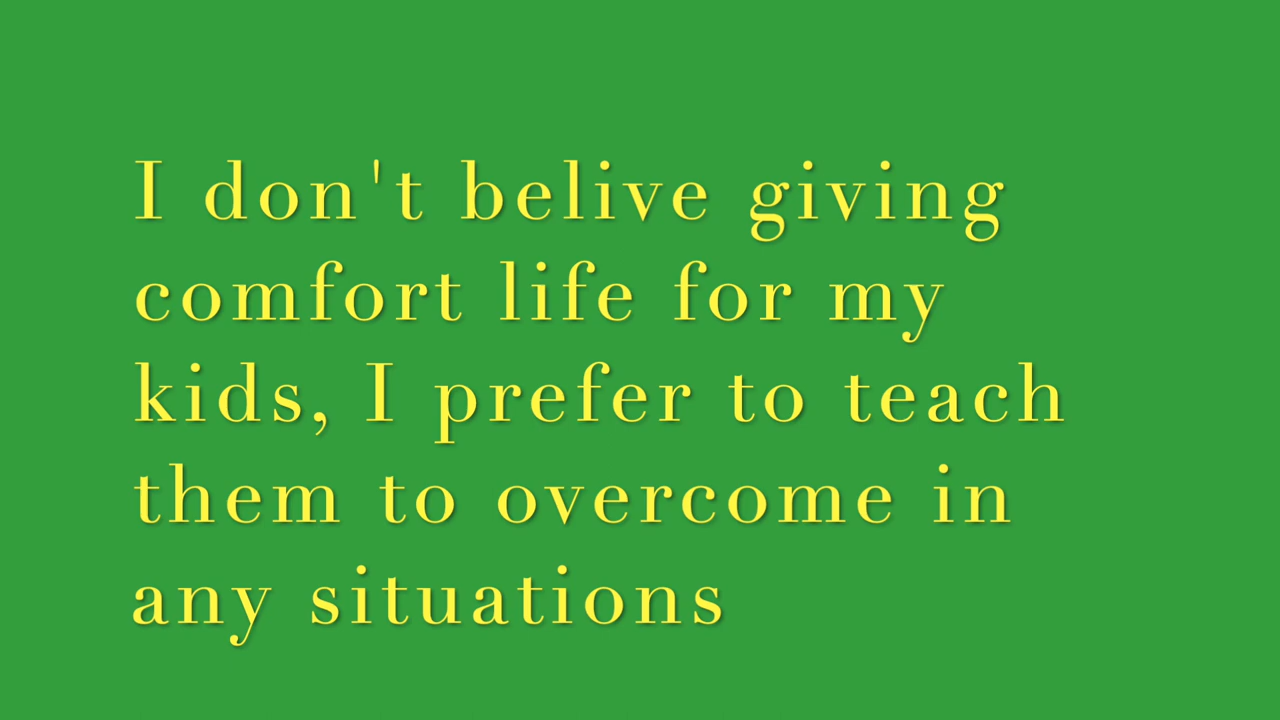 I don't belive giving
comfort life for my
kids, I prefer to teach
them to overcome in
any situations